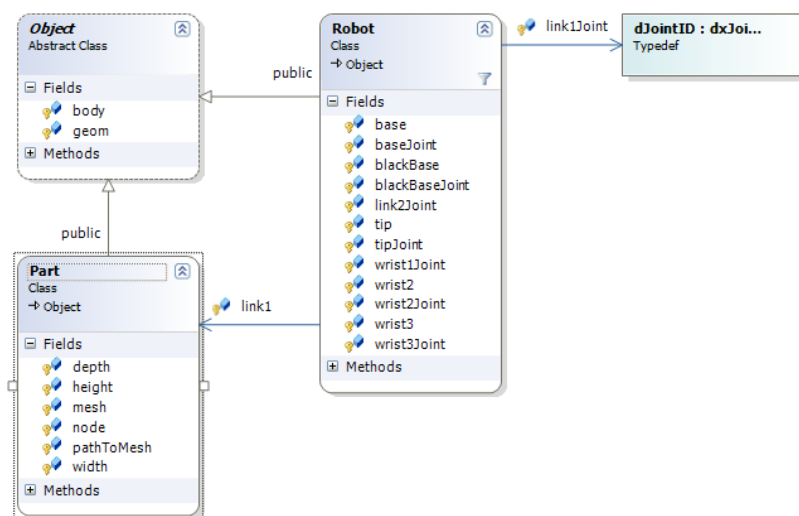 Object
Abstract Class
Fields
body
geom
Methods
public
public
Robot
Class
Object
Fields
base
baseJoint
blackBase
blackBaseJoint
link2Joint
tip
tipJoint
wrist1Joint
wrist2
wrist2Joint
wrist3
wrist3Joint
Methods
link1Joint
dJointID : dxJoi...
Typedef
Part
Class
Object
Fields
depth
height
mesh
node
pathToMesh
width
Methods
link1